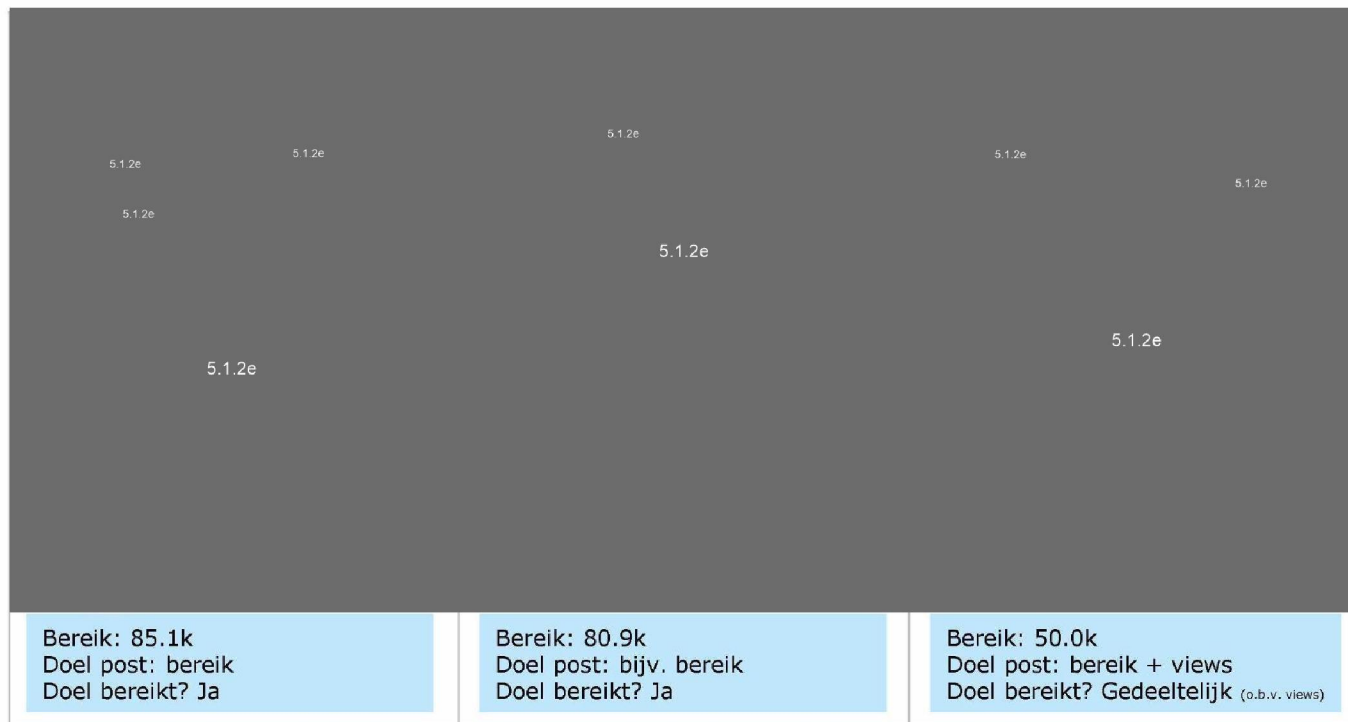 5.1.2e
5.1.2e
5.1.2e
5.1.2e
5.1.2e
5.1.2e
5.1.2e
5.1.2e
5.1.2e
Bereik: 85.1k
Doel post: bereik
Doel bereikt? Ja
Bereik: 80.9k
Doel post: bijv. bereik
Doel bereikt? Ja
Bereik: 50.0k
Doel post: bereik + views
Doel bereikt? Gedeeltelijk (o.b.v. views)